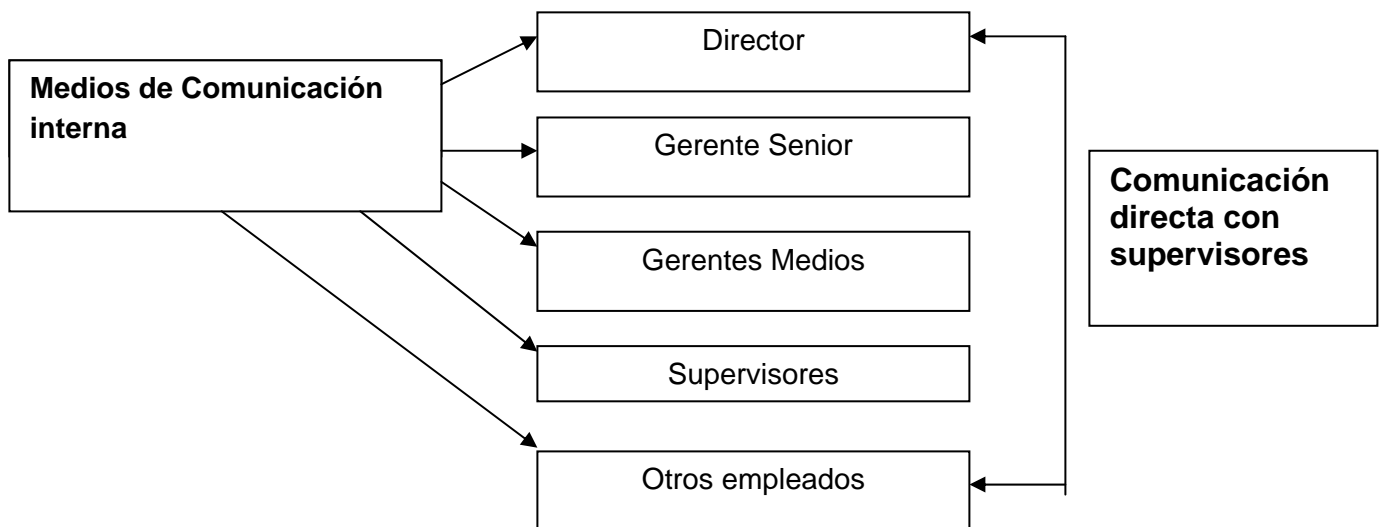 Medios de Comunicación
interna
Director
Gerente Senior
Gerentes Medios
Supervisores
Otros empleados
Comunicación
directa con
supervisores